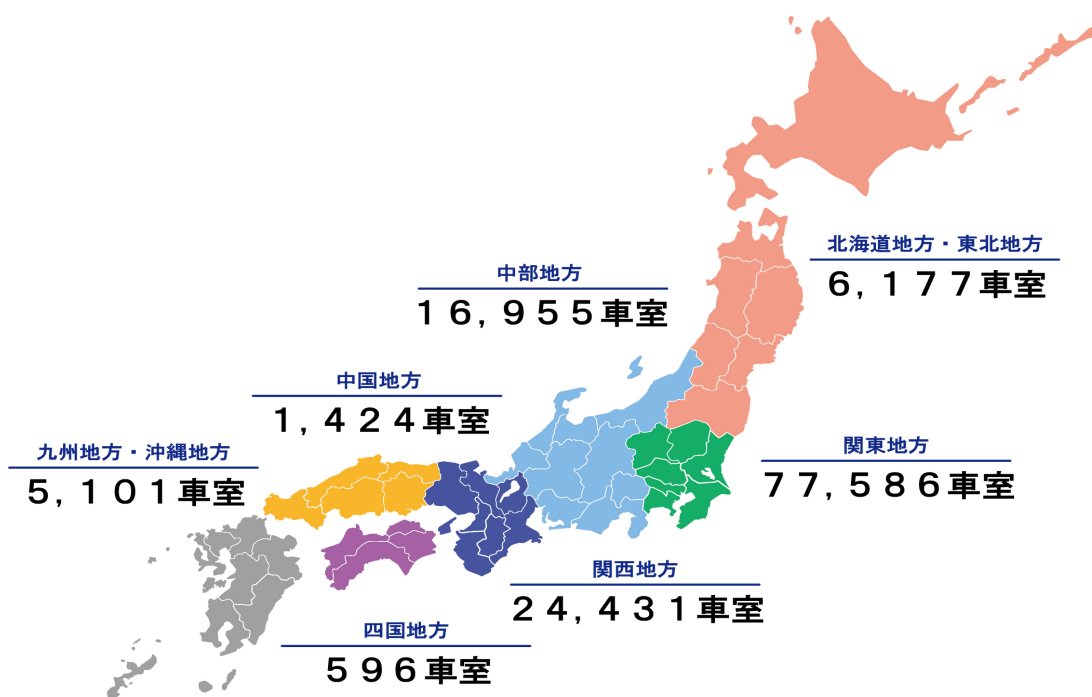 北海道地方・東北地方
6,177車室
中部地方
16,955車室
中国地方
1,424車室
九州地方・沖縄地方
5,101車室
関東地方
77,586車室
関西地方
24,431車室
四国地方
596車室